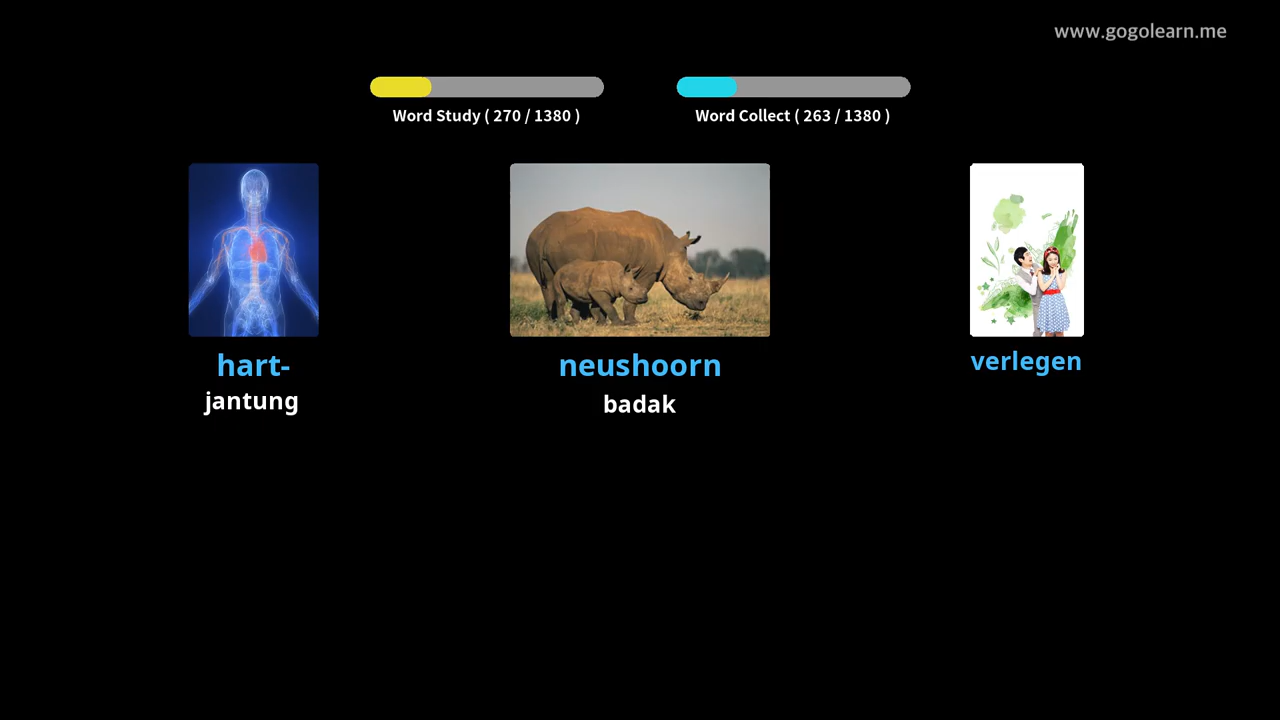 www.gogolearn.me
Word Study ( 270 / 1380 )
Word Collect ( 263 / 1380 )
hart-
jantung
neushoorn
badak
verlegen